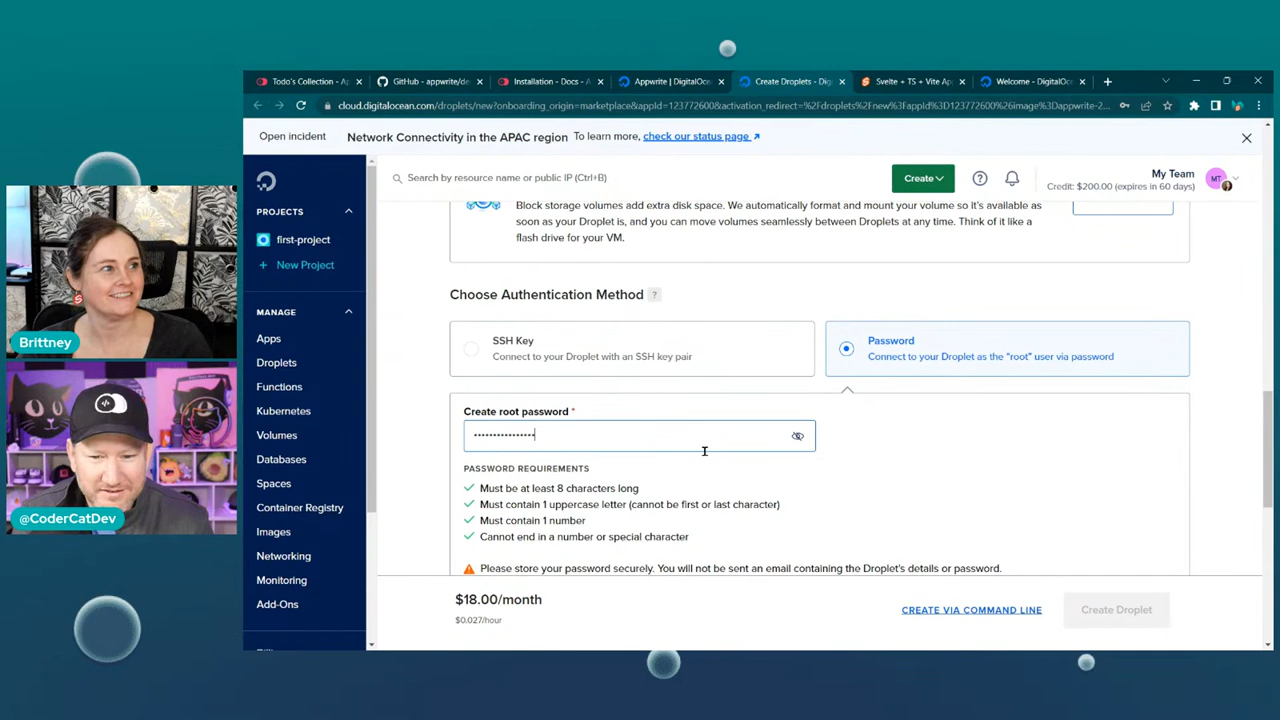 Todo's Collection - Ap
GitHub - appwrite/de
Installation - Docs - A
Appwrite | DigitalOce
Create Droplets - Digi
Svelte + TS + Vite App
Welcome - DigitalOce
cloud.digitalocean.com/droplets/new?onboarding_origin=marketplace&appId=123772600&activation_redirect=%2Fdroplets%2Fnew%3FappId%3D123772600%26image%3Dappwrite-2...
Open incident
Network Connectivity in the APAC region
To learn more, check our status page
Search by resource name or public IP (Ctrl+B)
Create
My Team
Credit: $200.00 (expires in 60 days)
MT
PROJECTS
first-project
New Project
MANAGE
Apps
Droplets
Functions
Kubernetes
Volumes
Databases
Spaces
Container Registry
Images
Networking
Monitoring
Add-Ons
Block storage volumes add extra disk space. We automatically format and mount your volume so it's available as
soon as your Droplet is, and you can move volumes seamlessly between Droplets at any time. Think of it like a
flash drive for your VM.
Choose Authentication Method ?
SSH Key
Connect to your Droplet with an SSH key pair
Password
Connect to your Droplet as the "root" user via password
Create root password *
PASSWORD REQUIREMENTS
Must be at least 8 characters long
Must contain 1 uppercase letter (cannot be first or last character)
Must contain 1 number
Cannot end in a number or special character
Please store your password securely. You will not be sent an email containing the Droplet's details or password.
$18.00/month
$0.027/hour
CREATE VIA COMMAND LINE
Create Droplet
Brittney
@CoderCatDev